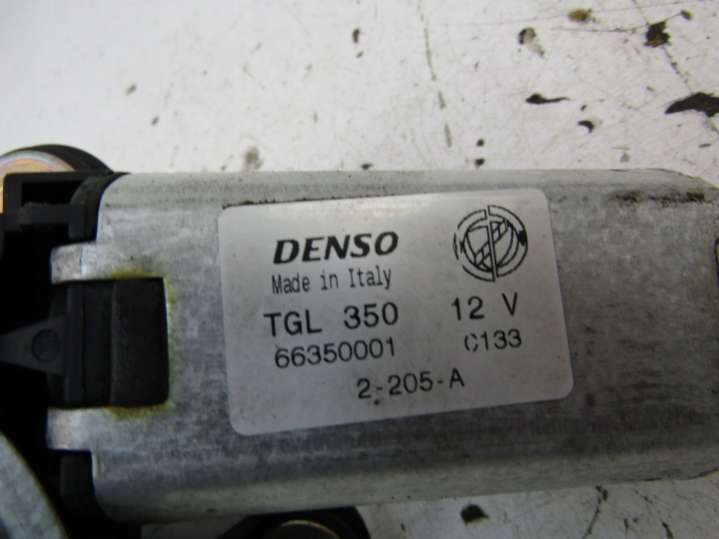 DENSO
Made in Italy
TGL 350 12 V
66350001 C133
2-205-A